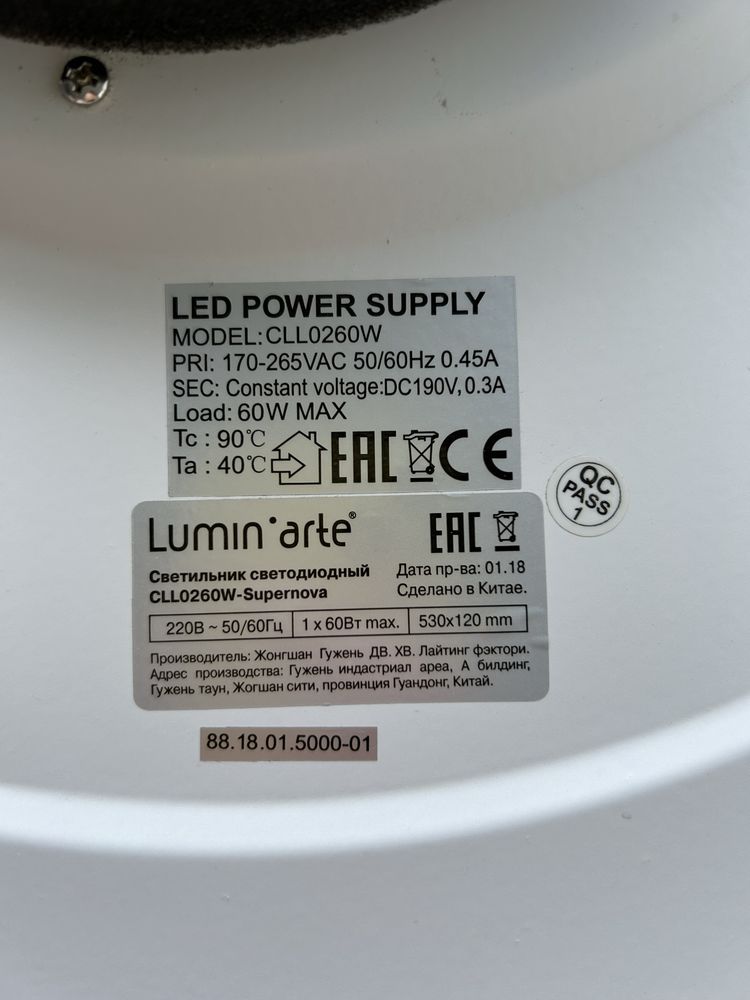 LED POWER SUPPLY
MODEL:CLL0260W
PRI: 170-265VAC 50/60Hz 0.45A
SEC: Constant voltage:DC190V,0.3A
Load: 60W MAX
Tc : 90℃
Ta : 40℃
EAC CE
QC
PASS
1
Lumin'arte® EAC
Светильник светодиодный
CLL0260W-Supernova
Дата пр-ва: 01.18
Сделано в Китае.
220В ~ 50/60Гц 1 x 60Вт max. 530x120 mm
Производитель: Жонгшан Гужень ДВ. ХВ. Лайтинг фэктори.
Адрес производства: Гужень индастриал ареа, А билдинг,
Гужень таун, Жогшан сити, провинция Гуандонг, Китай.
88.18.01.5000-01